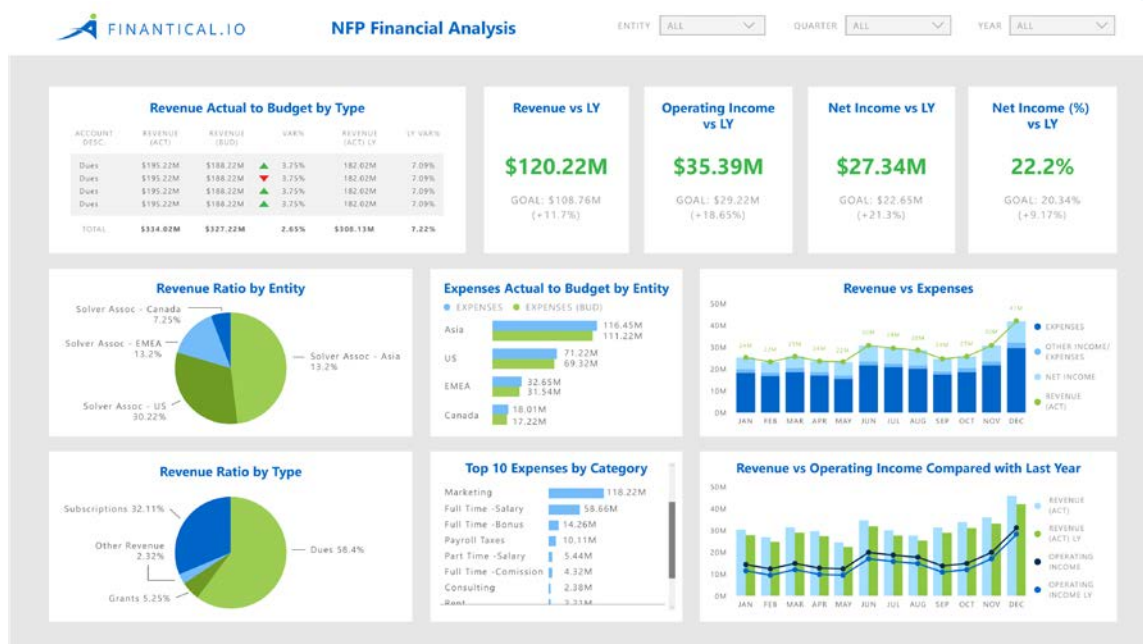 FINANTICAL.IO
NFP Financial Analysis
ENTITY ALL
QUARTER ALL
YEAR ALL
Revenue Actual to Budget by Type
ACCOUNT DESC. REVENUE (ACT) REVENUE (BUD) VAR% REVENUE (ACT) LY LY VAR%
Dues $195.22M $188.22M 3.75% 182.02M 7.09%
Dues $195.22M $188.22M 3.75% 182.02M 7.09%
Dues $195.22M $188.22M 3.75% 182.02M 7.09%
Dues $195.22M $188.22M 3.75% 182.02M 7.09%
TOTAL $334.02M $327.22M 2.65% $308.13M 7.22%
Revenue vs LY
$120.22M
GOAL: $108.76M
(+11.7%)
Operating Income
vs LY
$35.39M
GOAL: $29.22M
(+18.65%)
Net Income vs LY
$27.34M
GOAL: $22.65M
(+21.3%)
Net Income (%)
vs LY
22.2%
GOAL: 20.34%
(+9.17%)
Revenue Ratio by Entity
Solver Assoc - Canada
7.25%
Solver Assoc - EMEA
13.2%
Solver Assoc - Asia
13.2%
Solver Assoc - US
30.22%
Expenses Actual to Budget by Entity
EXPENSES EXPENSES (BUD)
Asia 116.45M
111.22M
US 71.22M
69.32M
EMEA 32.65M
31.54M
Canada 18.01M
17.22M
Revenue vs Expenses
50M
40M
30M
20M
10M
0M
JAN FEB MAR APR MAY JUN JUL AUG SEP OCT NOV DEC
EXPENSES
OTHER INCOME/
EXPENSES
NET INCOME
REVENUE
(ACT)
Revenue Ratio by Type
Subscriptions 32.11%
Other Revenue
2.32%
Dues 58.4%
Grants 5.25%
Top 10 Expenses by Category
Marketing 118.22M
Full Time -Salary 58.66M
Full Time -Bonus 14.26M
Payroll Taxes 10.11M
Part Time -Salary 5.44M
Full Time -Comission 4.32M
Consulting 2.38M
Rent
Revenue vs Operating Income Compared with Last Year
50M
40M
30M
20M
10M
0M
JAN FEB MAR APR MAY JUN JUL AUG SEP OCT NOV DEC
REVENUE
(ACT)
REVENUE
(ACT) LY
OPERATING
INCOME
OPERATING
INCOME LY